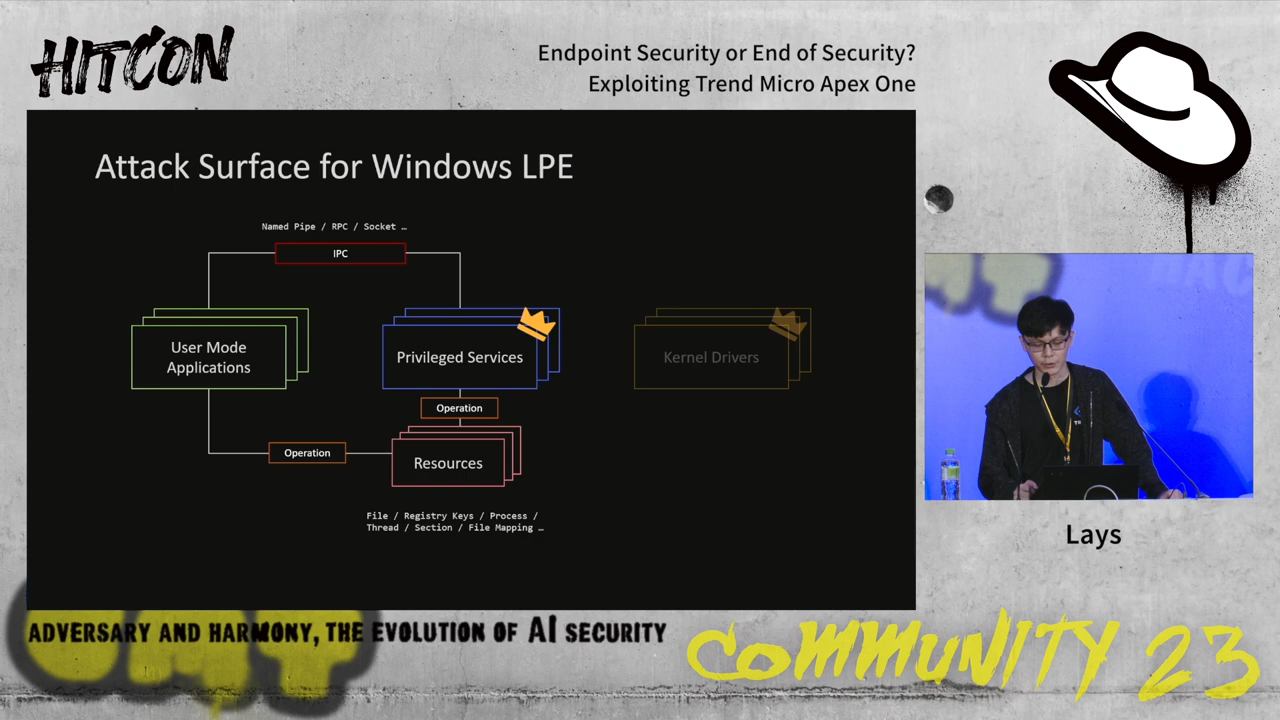 HITCON
Endpoint Security or End of Security?
Exploiting Trend Micro Apex One
Attack Surface for Windows LPE
Named Pipe / RPC / Socket …
IPC
User Mode
Applications
Privileged Services
Kernel Drivers
Operation
Operation
Resources
File / Registry Keys / Process /
Thread / Section / File Mapping …
Lays
ADVERSARY AND HARMONY, THE EVOLUTION OF AI SECURITY
COMMUNITY 23